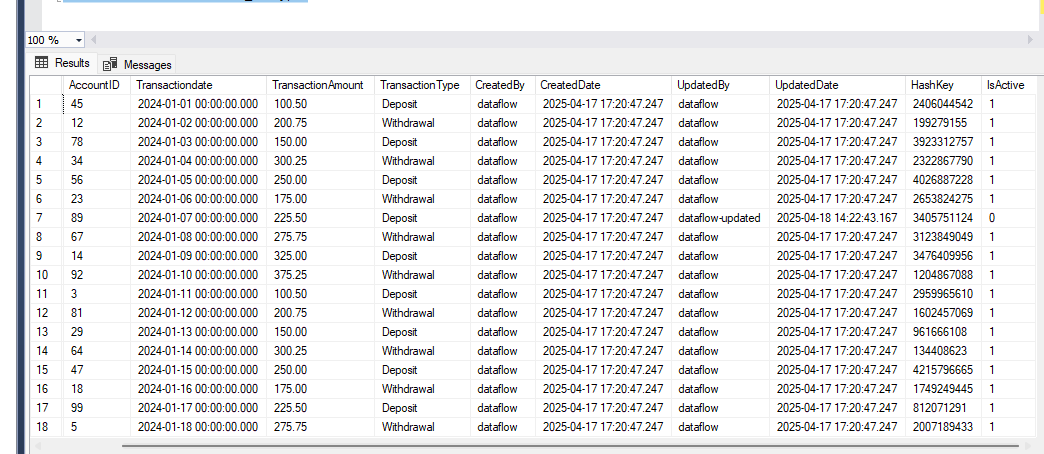 100 %
Results Messages
AccountID Transactiondate TransactionAmount TransactionType CreatedBy CreatedDate UpdatedBy UpdatedDate HashKey IsActive
1 45 2024-01-01 00:00:00.000 100.50 Deposit dataflow 2025-04-17 17:20:47.247 dataflow 2025-04-17 17:20:47.247 2406044542 1
2 12 2024-01-02 00:00:00.000 200.75 Withdrawal dataflow 2025-04-17 17:20:47.247 dataflow 2025-04-17 17:20:47.247 199279155 1
3 78 2024-01-03 00:00:00.000 150.00 Deposit dataflow 2025-04-17 17:20:47.247 dataflow 2025-04-17 17:20:47.247 3923312757 1
4 34 2024-01-04 00:00:00.000 300.25 Withdrawal dataflow 2025-04-17 17:20:47.247 dataflow 2025-04-17 17:20:47.247 2322867790 1
5 56 2024-01-05 00:00:00.000 250.00 Deposit dataflow 2025-04-17 17:20:47.247 dataflow 2025-04-17 17:20:47.247 4026887228 1
6 23 2024-01-06 00:00:00.000 175.00 Withdrawal dataflow 2025-04-17 17:20:47.247 dataflow 2025-04-17 17:20:47.247 2653824275 1
7 89 2024-01-07 00:00:00.000 225.50 Deposit dataflow 2025-04-17 17:20:47.247 dataflow-updated 2025-04-18 14:22:43.167 3405751124 0
8 67 2024-01-08 00:00:00.000 275.75 Withdrawal dataflow 2025-04-17 17:20:47.247 dataflow 2025-04-17 17:20:47.247 3123849049 1
9 14 2024-01-09 00:00:00.000 325.00 Deposit dataflow 2025-04-17 17:20:47.247 dataflow 2025-04-17 17:20:47.247 3476409956 1
10 92 2024-01-10 00:00:00.000 375.25 Withdrawal dataflow 2025-04-17 17:20:47.247 dataflow 2025-04-17 17:20:47.247 1204867088 1
11 3 2024-01-11 00:00:00.000 100.50 Deposit dataflow 2025-04-17 17:20:47.247 dataflow 2025-04-17 17:20:47.247 2959965610 1
12 81 2024-01-12 00:00:00.000 200.75 Withdrawal dataflow 2025-04-17 17:20:47.247 dataflow 2025-04-17 17:20:47.247 1602457069 1
13 29 2024-01-13 00:00:00.000 150.00 Deposit dataflow 2025-04-17 17:20:47.247 dataflow 2025-04-17 17:20:47.247 961666108 1
14 64 2024-01-14 00:00:00.000 300.25 Withdrawal dataflow 2025-04-17 17:20:47.247 dataflow 2025-04-17 17:20:47.247 134408623 1
15 47 2024-01-15 00:00:00.000 250.00 Deposit dataflow 2025-04-17 17:20:47.247 dataflow 2025-04-17 17:20:47.247 4215796665 1
16 18 2024-01-16 00:00:00.000 175.00 Withdrawal dataflow 2025-04-17 17:20:47.247 dataflow 2025-04-17 17:20:47.247 1749249445 1
17 99 2024-01-17 00:00:00.000 225.50 Deposit dataflow 2025-04-17 17:20:47.247 dataflow 2025-04-17 17:20:47.247 812071291 1
18 5 2024-01-18 00:00:00.000 275.75 Withdrawal dataflow 2025-04-17 17:20:47.247 dataflow 2025-04-17 17:20:47.247 2007189433 1